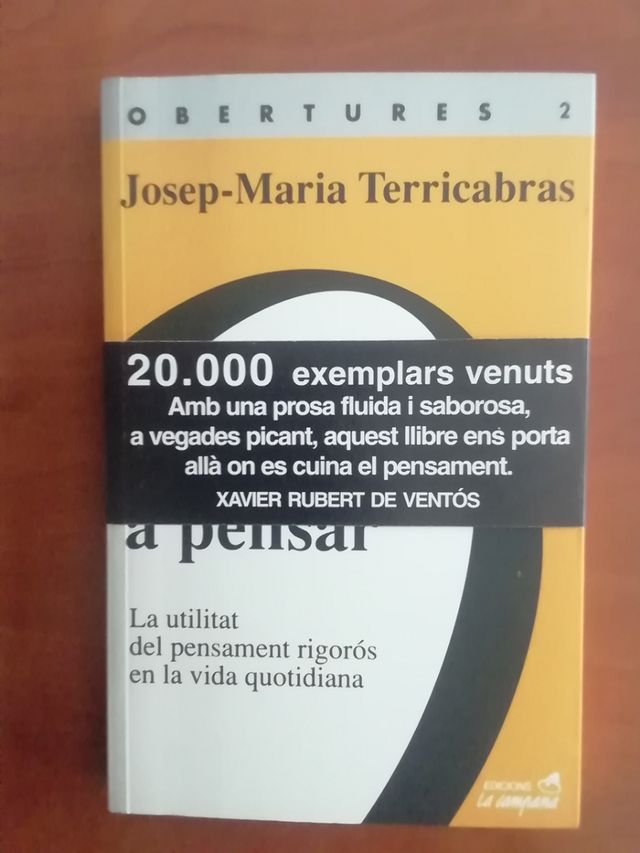 OBERTURES 2
Josep-Maria Terricabras
20.000 exemplars venuts
Amb una prosa fluida i saborosa,
a vegades picant, aquest llibre ens porta
allà on es cuina el pensament.
XAVIER RUBERT DE VENTÓS
a pensar
La utilitat
del pensament rigorós
en la vida quotidiana
EDICIONS
La campana